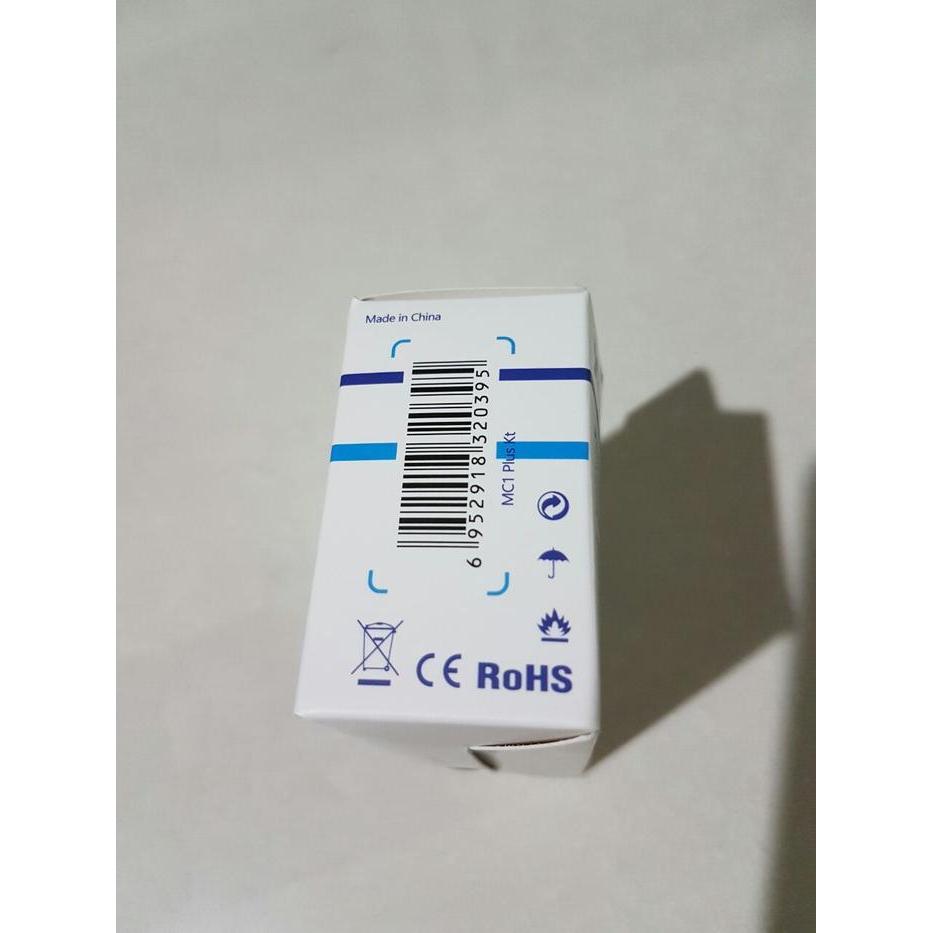 Made in China
6 952918 320395
MC1 Plus Kt
CE RoHS